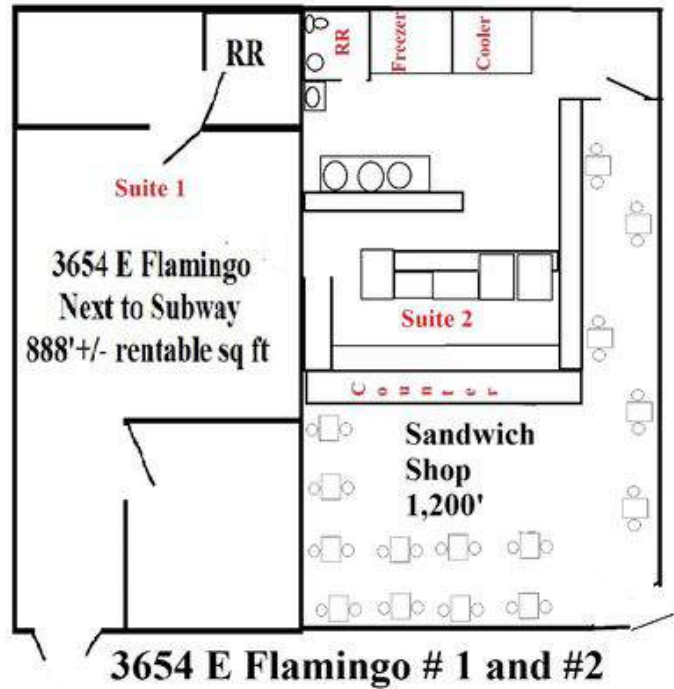 RR
RR
Freezer
Cooler
Suite 1
3654 E Flamingo
Next to Subway
888'+/- rentable sq ft
Suite 2
Counter
Sandwich
Shop
1,200'
3654 E Flamingo # 1 and #2